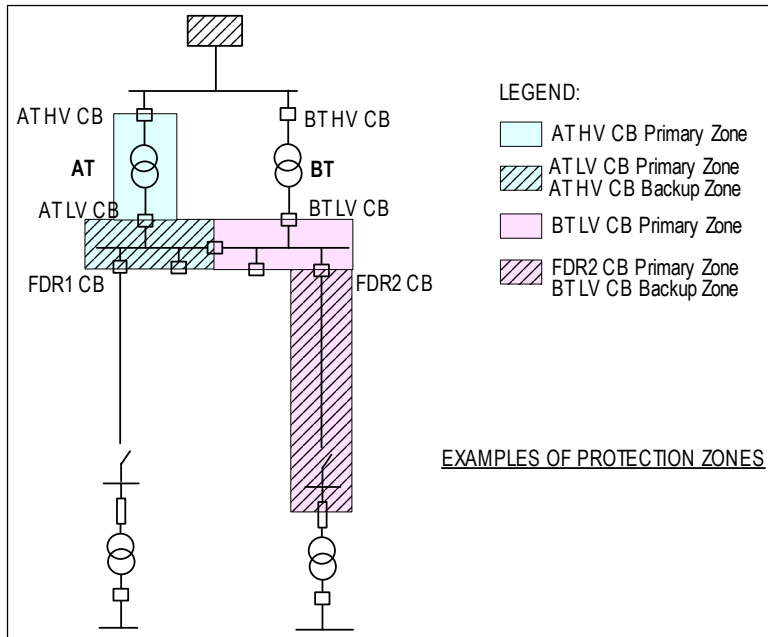 LEGEND:
AT HV CB
BT HV CB
AT HV CB Primary Zone
AT
BT
AT LV CB Primary Zone
AT HV CB Backup Zone
AT LV CB
BT LV CB
BT LV CB Primary Zone
FDR1 CB
FDR2 CB
FDR2 CB Primary Zone
BT LV CB Backup Zone
EXAMPLES OF PROTECTION ZONES